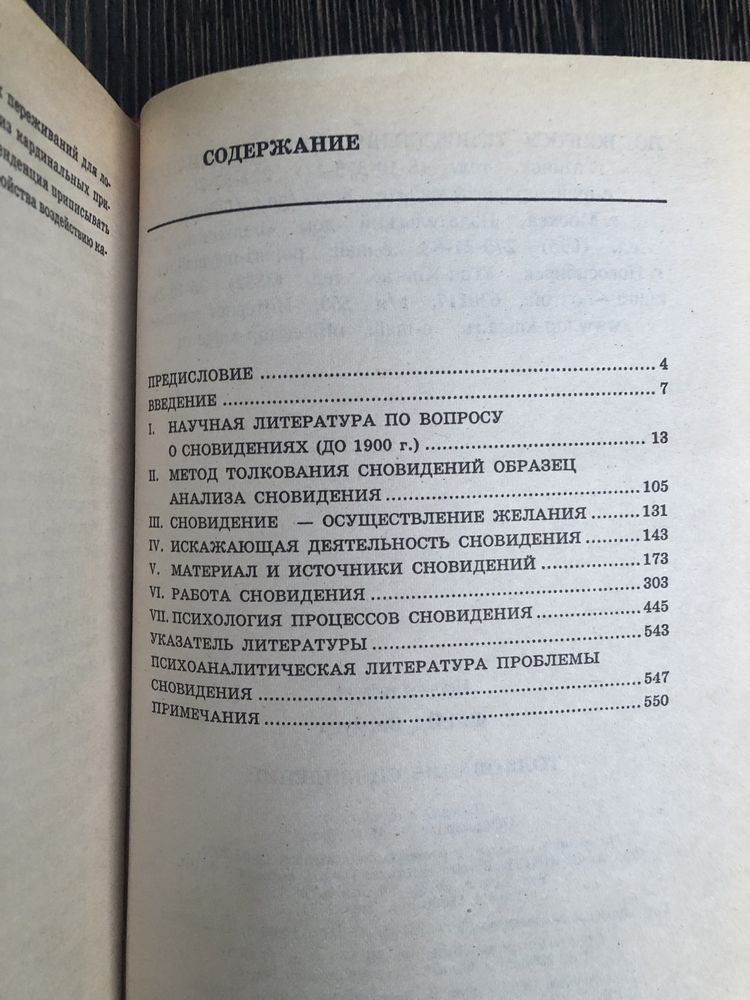 переживаний для ло-
из кардинальных при-
приписывать
воздействию ка-
СОДЕРЖАНИЕ
ПРЕДИСЛОВИЕ ........ 4
ВВЕДЕНИЕ ........ 7
I. НАУЧНАЯ ЛИТЕРАТУРА ПО ВОПРОСУ
О СНОВИДЕНИЯХ (ДО 1900 г.) ........ 13
II. МЕТОД ТОЛКОВАНИЯ СНОВИДЕНИЙ ОБРАЗЕЦ
АНАЛИЗА СНОВИДЕНИЯ ........ 105
III. СНОВИДЕНИЕ — ОСУЩЕСТВЛЕНИЕ ЖЕЛАНИЯ ........ 131
IV. ИСКАЖАЮЩАЯ ДЕЯТЕЛЬНОСТЬ СНОВИДЕНИЯ ........ 143
V. МАТЕРИАЛ И ИСТОЧНИКИ СНОВИДЕНИЙ ........ 173
VI. РАБОТА СНОВИДЕНИЯ ........ 303
VII. ПСИХОЛОГИЯ ПРОЦЕССОВ СНОВИДЕНИЯ ........ 445
УКАЗАТЕЛЬ ЛИТЕРАТУРЫ ........ 543
ПСИХОАНАЛИТИЧЕСКАЯ ЛИТЕРАТУРА ПРОБЛЕМЫ
СНОВИДЕНИЯ ........ 547
ПРИМЕЧАНИЯ ........ 550